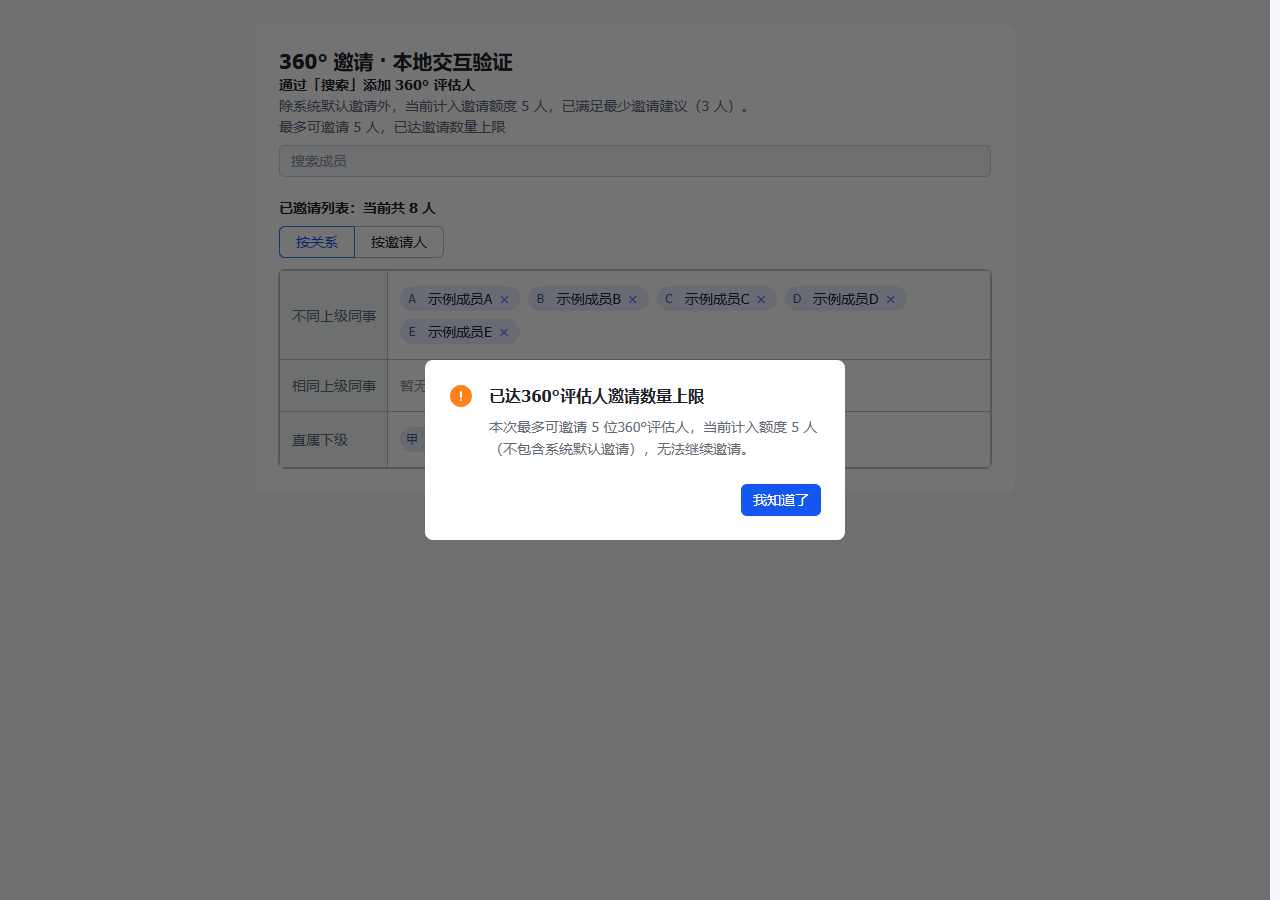 360° 邀请 · 本地交互验证
通过「搜索」添加 360° 评估人
除系统默认邀请外，当前计入邀请额度 5 人，已满足最少邀请建议（3 人）。
最多可邀请 5 人，已达邀请数量上限
搜索成员
已邀请列表：当前共 8 人
按关系 按邀请人
不同上级同事 A 示例成员A × B 示例成员B × C 示例成员C × D 示例成员D ×
E 示例成员E ×
相同上级同事 暂无
直属下级 甲
已达360°评估人邀请数量上限
本次最多可邀请 5 位360°评估人，当前计入额度 5 人
（不包含系统默认邀请），无法继续邀请。
我知道了